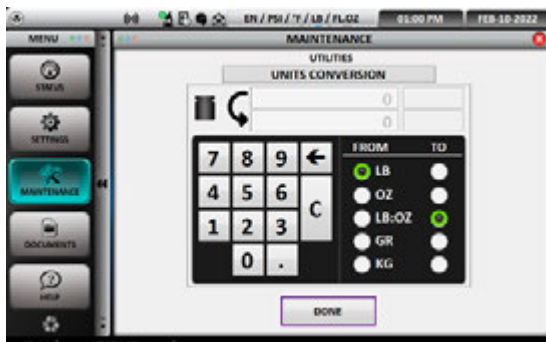 EN / PSI / °F / LB / FL.OZ 01:00 PM FEB-10-2022
MENU MAINTENANCE
UTILITIES
UNITS CONVERSION
STATUS
0
0
SETTINGS
FROM TO
7 8 9 ←
LB
4 5 6 C
OZ
MAINTENANCE
1 2 3
LB:OZ
GR
0 .
KG
DOCUMENTS
HELP
DONE